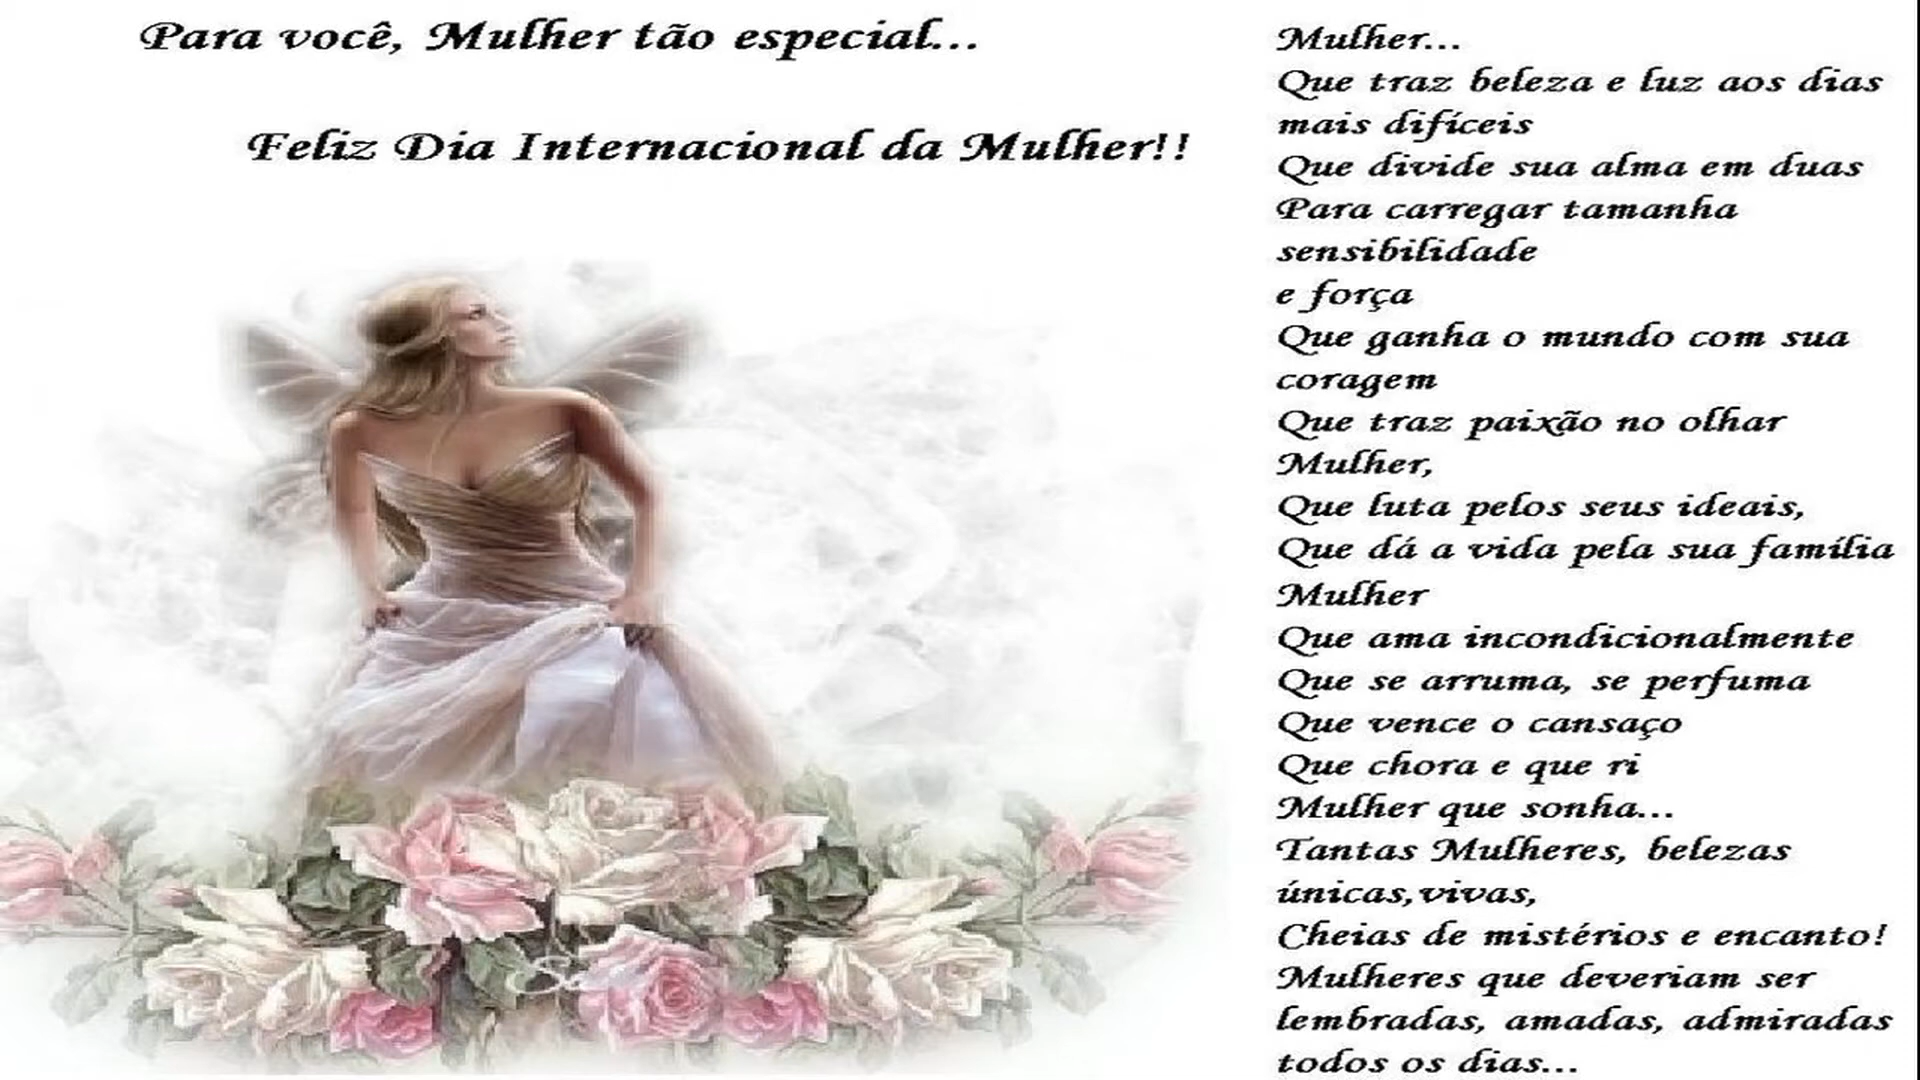 Para você, Mulher tão especial...
Feliz Dia Internacional da Mulher!!
Mulher...
Que traz beleza e luz aos dias
mais difíceis
Que divide sua alma em duas
Para carregar tamanha
sensibilidade
e força
Que ganha o mundo com sua
coragem
Que traz paixão no olhar
Mulher,
Que luta pelos seus ideais,
Que dá a vida pela sua família
Mulher
Que ama incondicionalmente
Que se arruma, se perfuma
Que vence o cansaço
Que chora e que ri
Mulher que sonha...
Tantas Mulheres, belezas
únicas,vivas,
Cheias de mistérios e encanto!
Mulheres que deveriam ser
lembradas, amadas, admiradas
todos os dias...